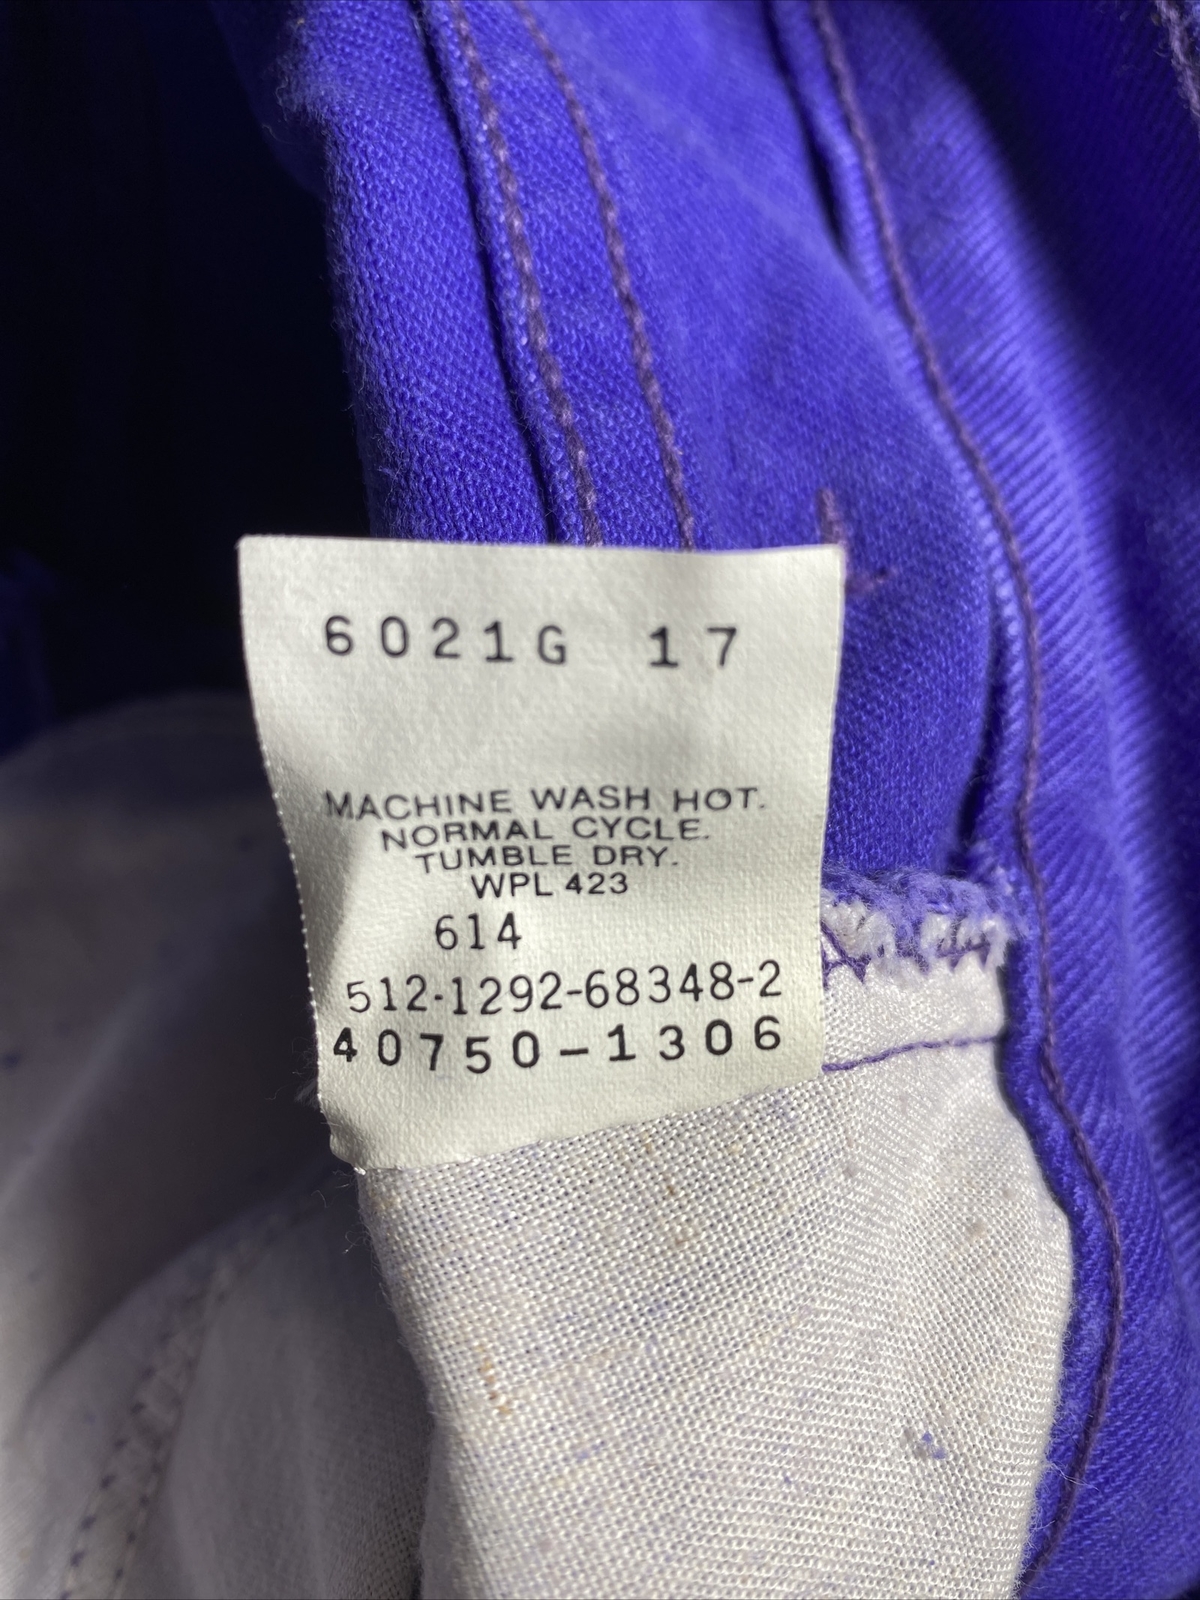 6021G 17
MACHINE WASH HOT.
NORMAL CYCLE.
TUMBLE DRY.
WPL 423
614
512-1292-68348-2
40750-1306